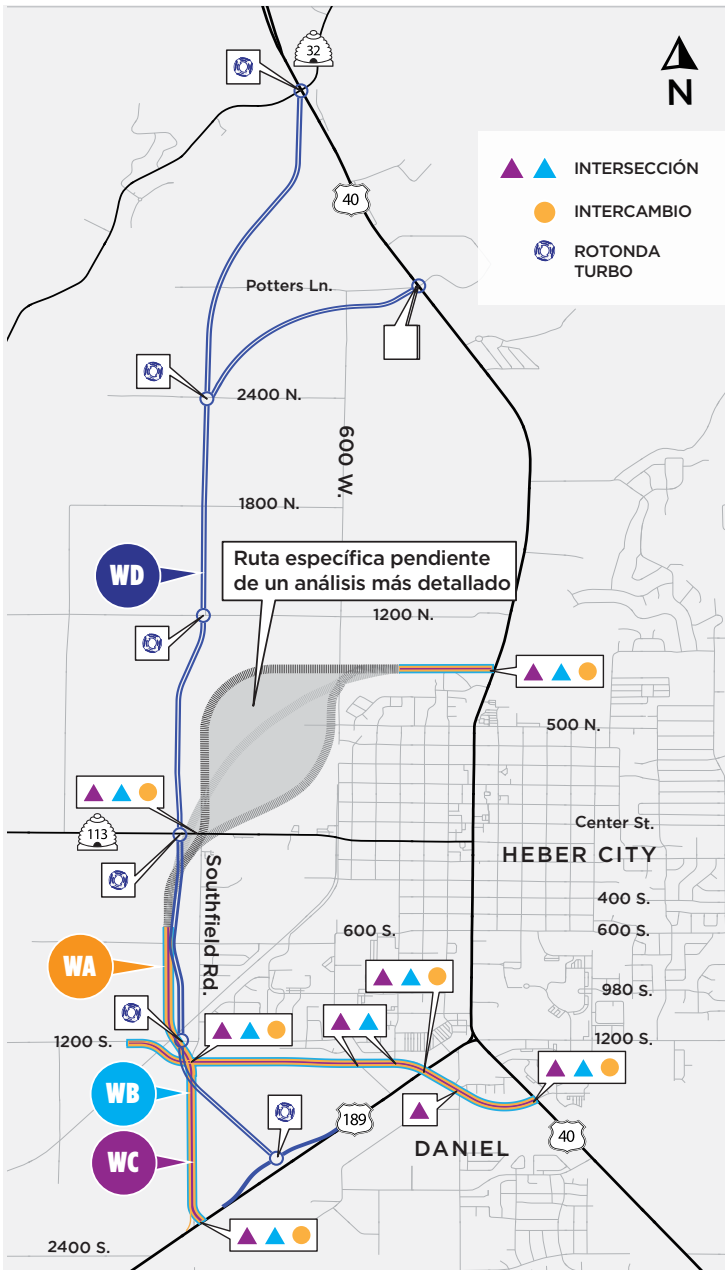 32
N
INTERSECCIÓN
INTERCAMBIO
ROTONDA
TURBO
40
Potters Ln.
2400 N.
600 W.
1800 N.
WD
Ruta específica pendiente
de un análisis más detallado
1200 N.
500 N.
Center St.
113
HEBER CITY
Southfield Rd.
400 S.
600 S.
600 S.
WA
980 S.
1200 S.
1200 S.
WB
189
40
DANIEL
WC
2400 S.